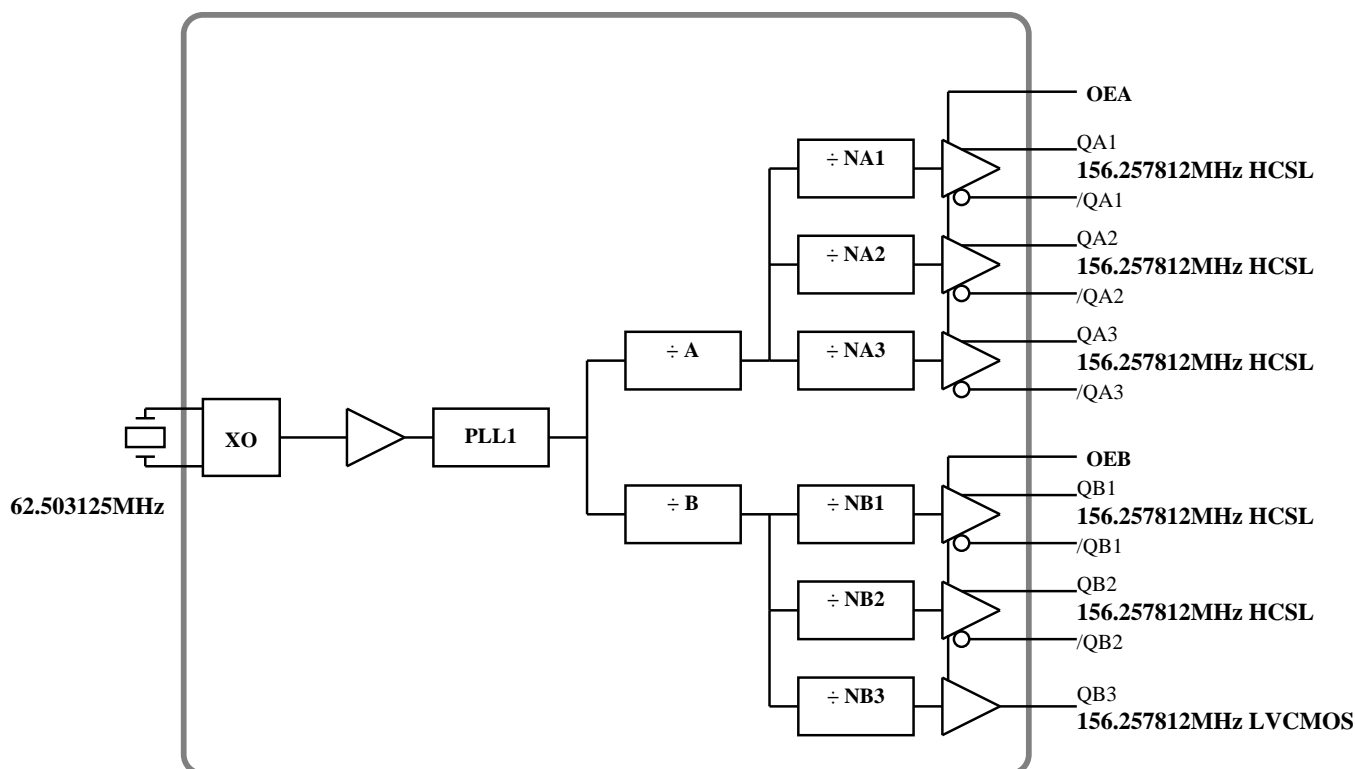 OEA
÷ NA1
QA1
156.257812MHz HCSL
/QA1
÷ NA2
QA2
156.257812MHz HCSL
/QA2
÷ A
÷ NA3
QA3
156.257812MHz HCSL
/QA3
XO
PLL1
62.503125MHz
OEB
÷ B
÷ NB1
QB1
156.257812MHz HCSL
/QB1
÷ NB2
QB2
156.257812MHz HCSL
/QB2
÷ NB3
QB3
156.257812MHz LVCMOS